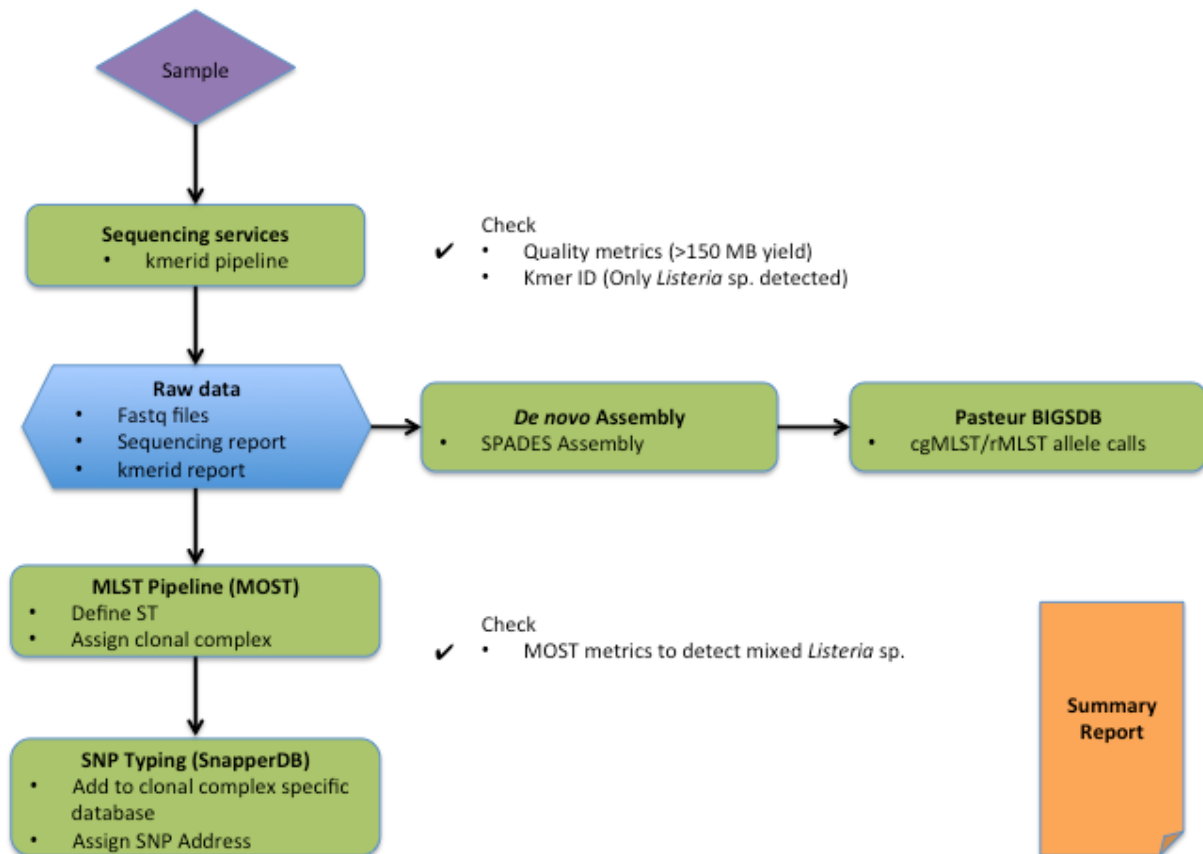 Sample
Sequencing services
• kmerid pipeline
Check
✔ • Quality metrics (>150 MB yield)
• Kmer ID (Only Listeria sp. detected)
Raw data
• Fastq files
• Sequencing report
• kmerid report
De novo Assembly
• SPADES Assembly
Pasteur BIGSDB
• cgMLST/rMLST allele calls
MLST Pipeline (MOST)
• Define ST
• Assign clonal complex
Check
✔ • MOST metrics to detect mixed Listeria sp.
SNP Typing (SnapperDB)
• Add to clonal complex specific
database
• Assign SNP Address
Summary
Report